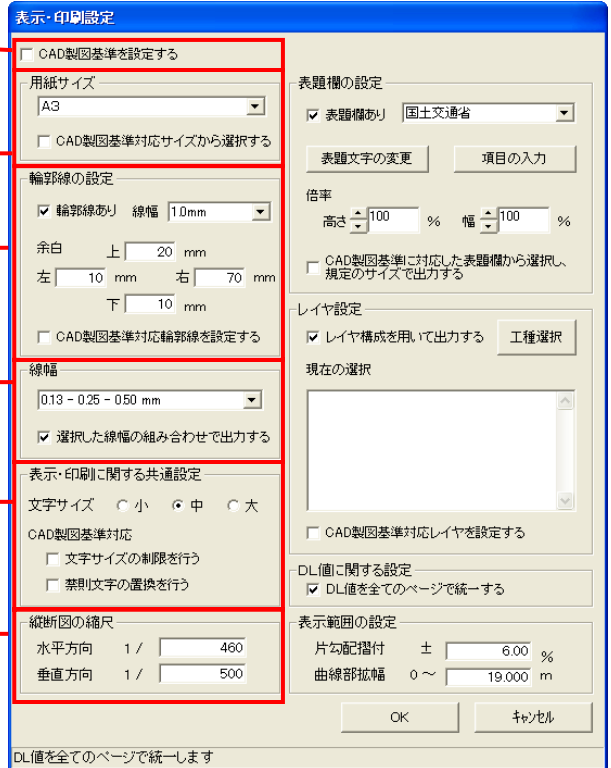 表示・印刷設定
CAD製図基準を設定する
用紙サイズ
A3
CAD製図基準対応サイズから選択する
輪郭線の設定
輪郭線あり 線幅 1.0mm
余白 上 20 mm
左 10 mm 右 70 mm
下 10 mm
CAD製図基準対応輪郭線を設定する
線幅
0.13 - 0.25 - 0.50 mm
選択した線幅の組み合わせで出力する
表示・印刷に関する共通設定
文字サイズ 小 中 大
CAD製図基準対応
文字サイズの制限を行う
禁則文字の置換を行う
縦断図の縮尺
水平方向 1/ 460
垂直方向 1/ 500
表題欄の設定
表題欄あり 国土交通省
表題文字の変更 項目の入力
倍率
高さ 100 % 幅 100 %
CAD製図基準に対応した表題欄から選択し、
規定のサイズで出力する
レイヤ設定
レイヤ構成を用いて出力する 工種選択
現在の選択
CAD製図基準対応レイヤを設定する
DL値に関する設定
DL値を全てのページで統一する
表示範囲の設定
片勾配摺付 ± 6.00 %
曲線部拡幅 0～ 19.000 m
OK キャンセル
DL値を全てのページで統一します